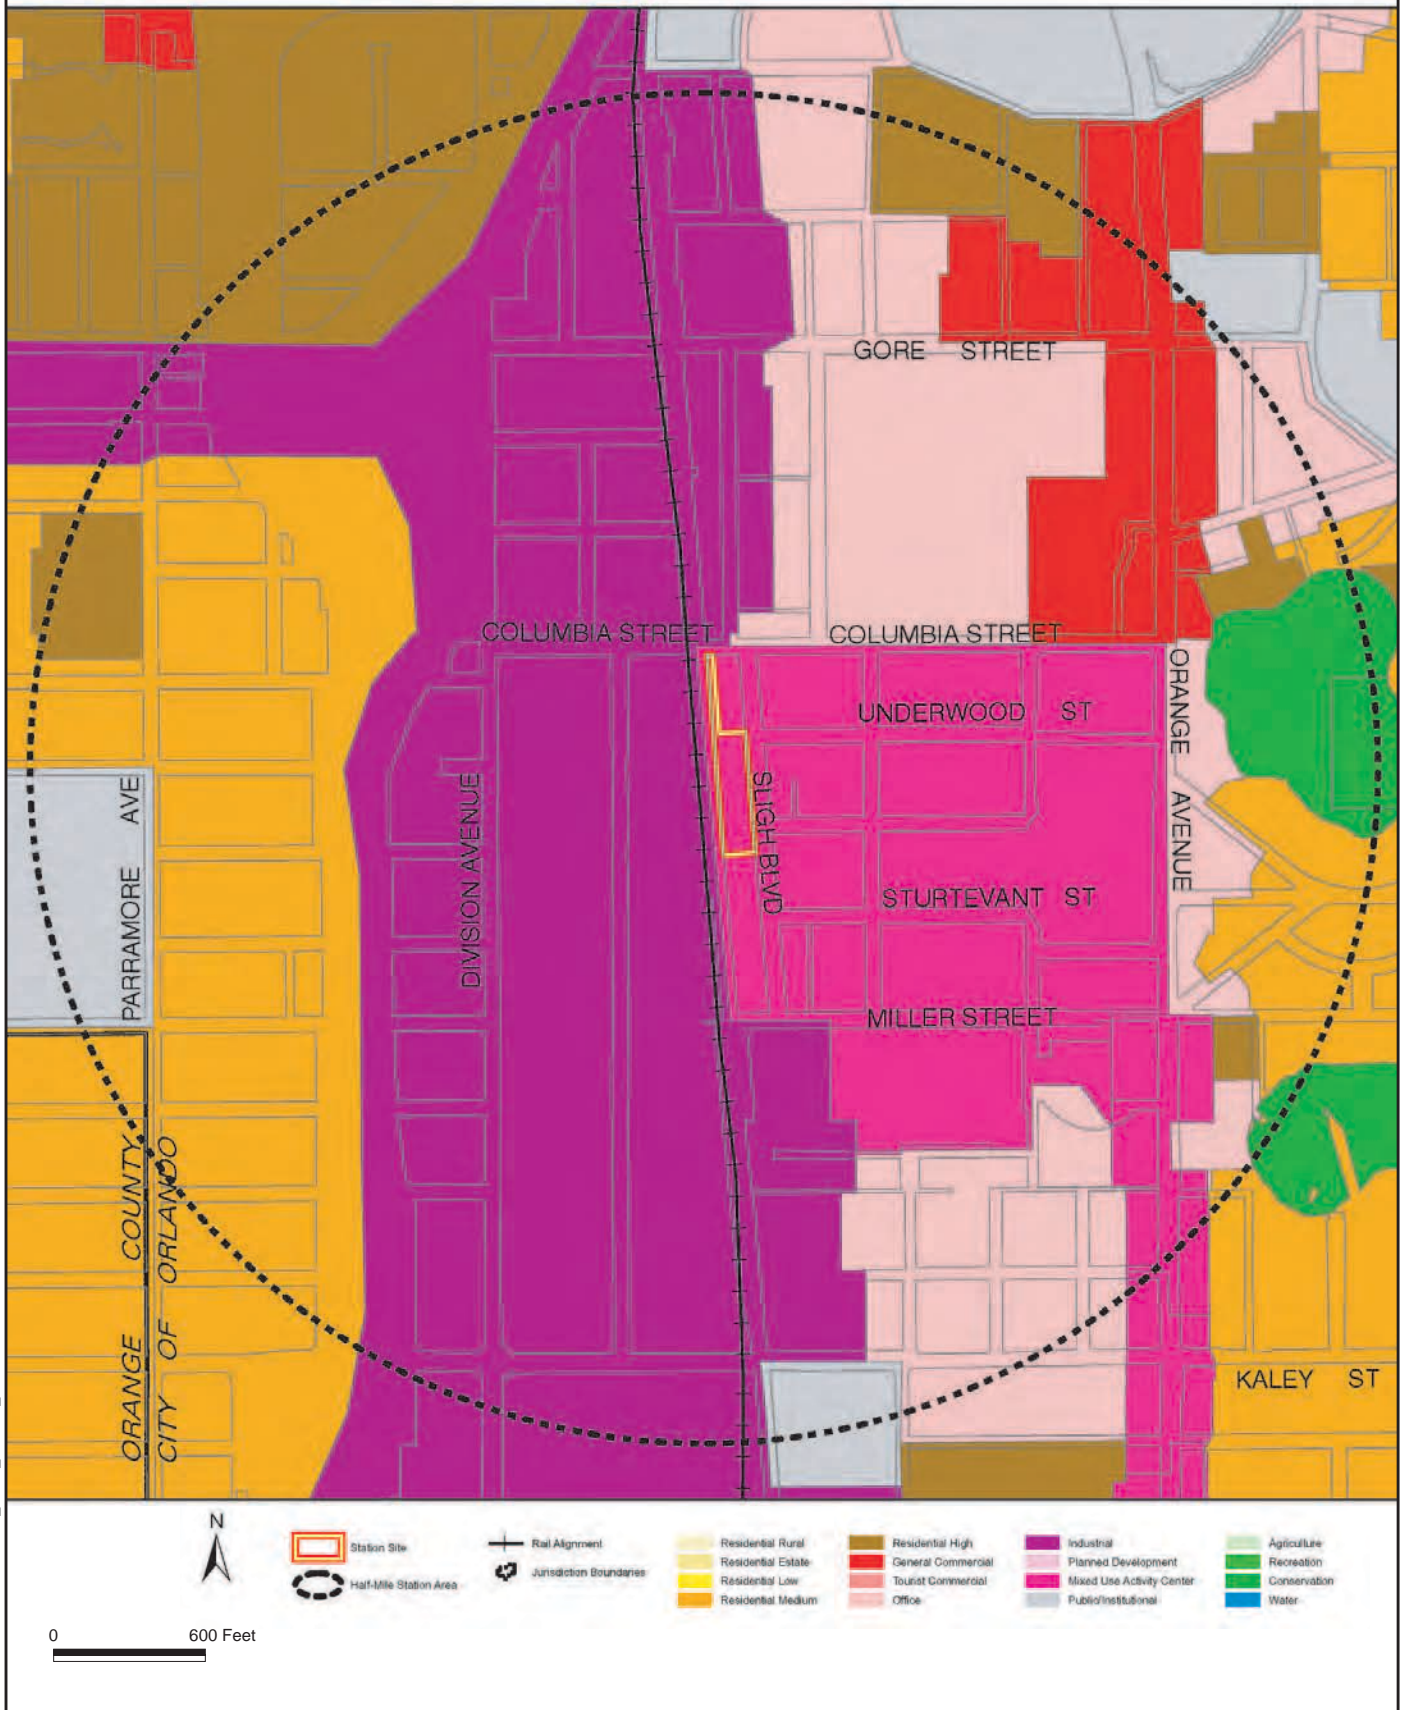 GORE STREET
COLUMBIA STREET
COLUMBIA STREET
ORANGE AVENUE
UNDERWOOD ST
SLIGH BLVD
DIVISION AVENUE
PARRAMORE AVE
STURTEVANT ST
MILLER STREET
ORANGE COUNTY
CITY OF ORLANDO
KALEY ST
N
Station Site
Half-Mile Station Area
Rail Alignment
Jurisdiction Boundaries
Residential Rural
Residential Estate
Residential Low
Residential Medium
Residential High
General Commercial
Tourist Commercial
Office
Industrial
Planned Development
Mixed Use Activity Center
Public/Institutional
Agriculture
Recreation
Conservation
Water
0 600 Feet